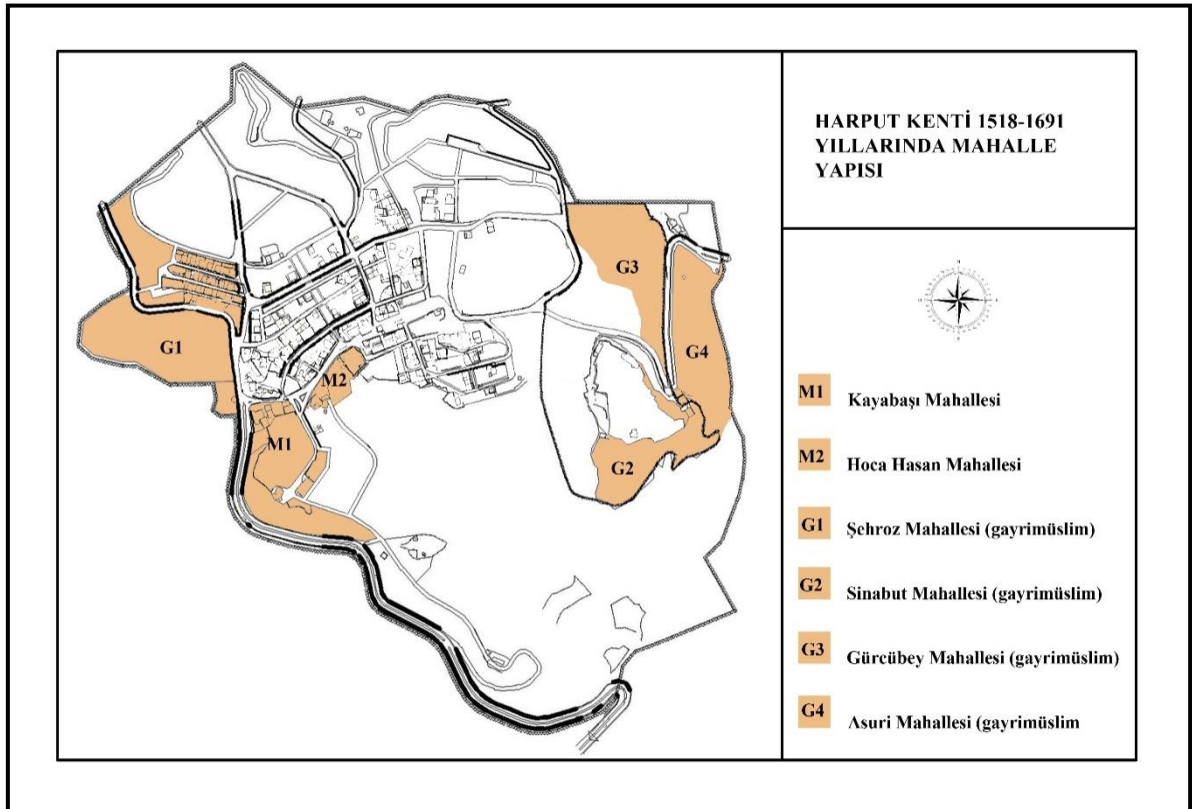 HARPUT KENTİ 1518-1691
YILLARINDA MAHALLE
YAPISI
G3
G4
G1
M2
M1
G2
M1 Kayabaşı Mahallesi
M2 Hoca Hasan Mahallesi
G1 Şehroz Mahallesi (gayrimüslim)
G2 Sinabut Mahallesi (gayrimüslim)
G3 Gürcübey Mahallesi (gayrimüslim)
G4 Asuri Mahallesi (gayrimüslim